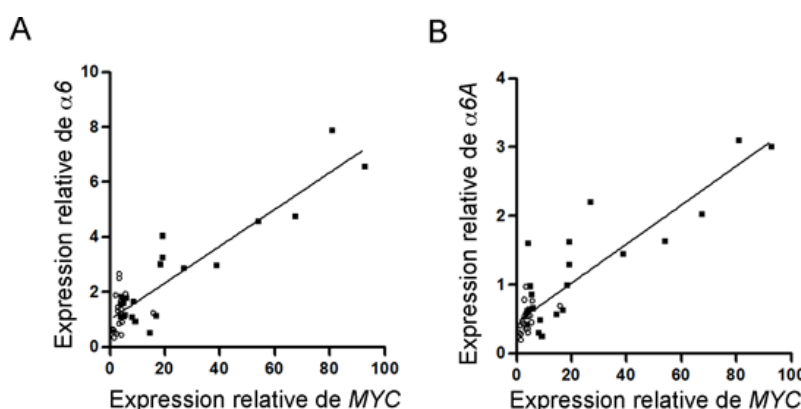 A
Expression relative de α6
10
8
6
4
2
0
0 20 40 60 80 100
Expression relative de MYC
B
Expression relative de α6A
4
3
2
1
0
0 20 40 60 80 100
Expression relative de MYC